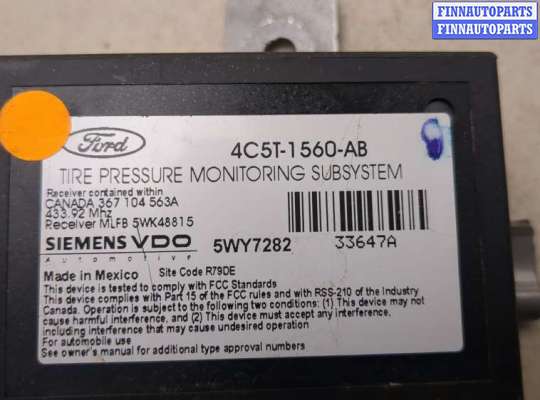 FINNAUTOPARTS
FINNAUTOPARTS
Ford
4C5T-1560-AB
TIRE PRESSURE MONITORING SUBSYSTEM
Receiver contained within
CANADA 367 104 563A
433.92 Mhz
Receiver MLFB 5WK48815
SIEMENS VDO
Automotive
5WY7282
33647A
Made in Mexico
Site Code R79DE
This device is tested to comply with FCC Standards
This device complies with Part 15 of the FCC rules and with RSS-210 of the Industry
Canada. Operation is subject to the following two conditions: (1) This device may not
cause harmful interference, and (2) This device must accept any interference,
including interference that may cause undesired operation
For automobile use
See owner's manual for additional type approval numbers